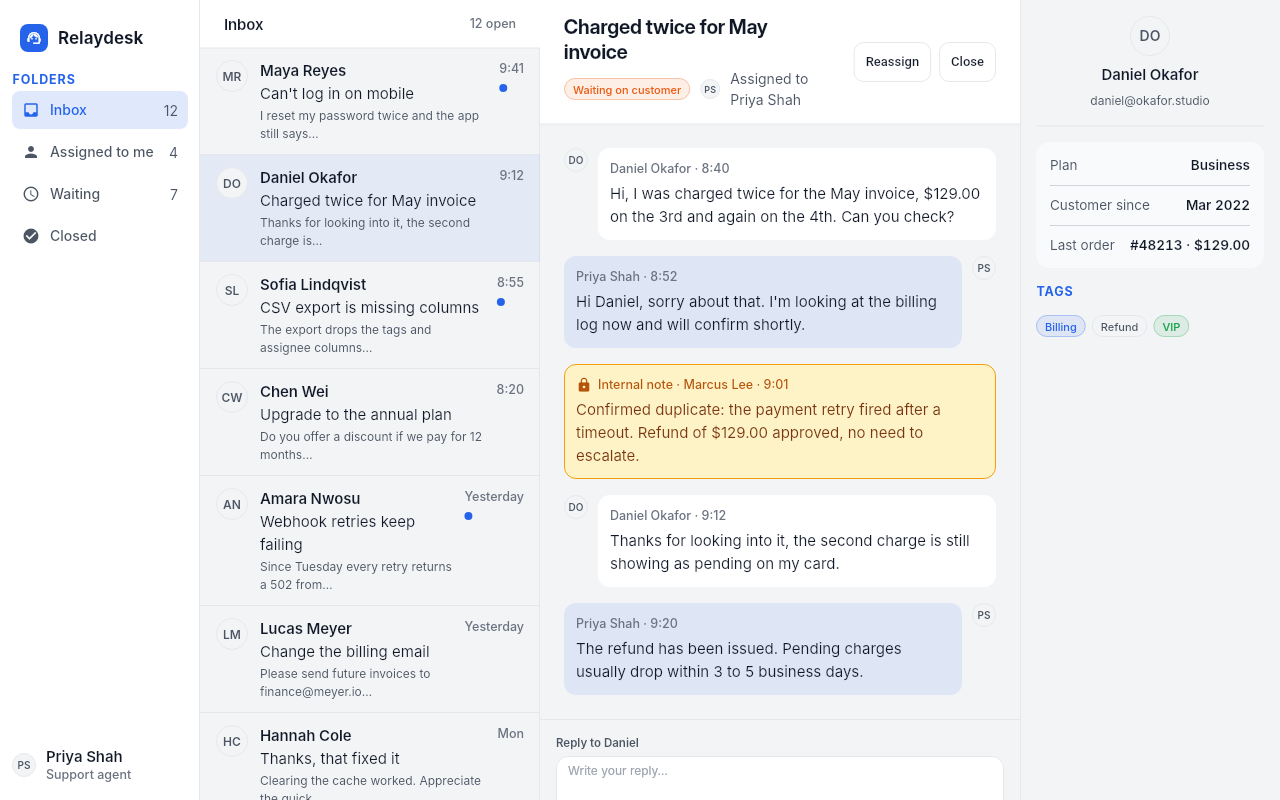 Relaydesk
FOLDERS
Inbox 12
Assigned to me 4
Waiting 7
Closed
PS
Priya Shah
Support agent
Inbox 12 open
MR
Maya Reyes 9:41
Can't log in on mobile
I reset my password twice and the app
still says…
DO
Daniel Okafor 9:12
Charged twice for May invoice
Thanks for looking into it, the second
charge is…
SL
Sofia Lindqvist 8:55
CSV export is missing columns
The export drops the tags and
assignee columns…
CW
Chen Wei 8:20
Upgrade to the annual plan
Do you offer a discount if we pay for 12
months…
AN
Amara Nwosu Yesterday
Webhook retries keep
failing
Since Tuesday every retry returns
a 502 from…
LM
Lucas Meyer Yesterday
Change the billing email
Please send future invoices to
finance@meyer.io…
HC
Hannah Cole Mon
Thanks, that fixed it
Clearing the cache worked. Appreciate
the quick
Charged twice for May
invoice
Waiting on customer
PS
Assigned to
Priya Shah
Reassign
Close
DO
Daniel Okafor · 8:40
Hi, I was charged twice for the May invoice, $129.00
on the 3rd and again on the 4th. Can you check?
Priya Shah · 8:52
PS
Hi Daniel, sorry about that. I'm looking at the billing
log now and will confirm shortly.
Internal note · Marcus Lee · 9:01
Confirmed duplicate: the payment retry fired after a
timeout. Refund of $129.00 approved, no need to
escalate.
DO
Daniel Okafor · 9:12
Thanks for looking into it, the second charge is still
showing as pending on my card.
Priya Shah · 9:20
PS
The refund has been issued. Pending charges
usually drop within 3 to 5 business days.
Reply to Daniel
Write your reply...
DO
Daniel Okafor
daniel@okafor.studio
Plan Business
Customer since Mar 2022
Last order #48213 · $129.00
TAGS
Billing Refund VIP